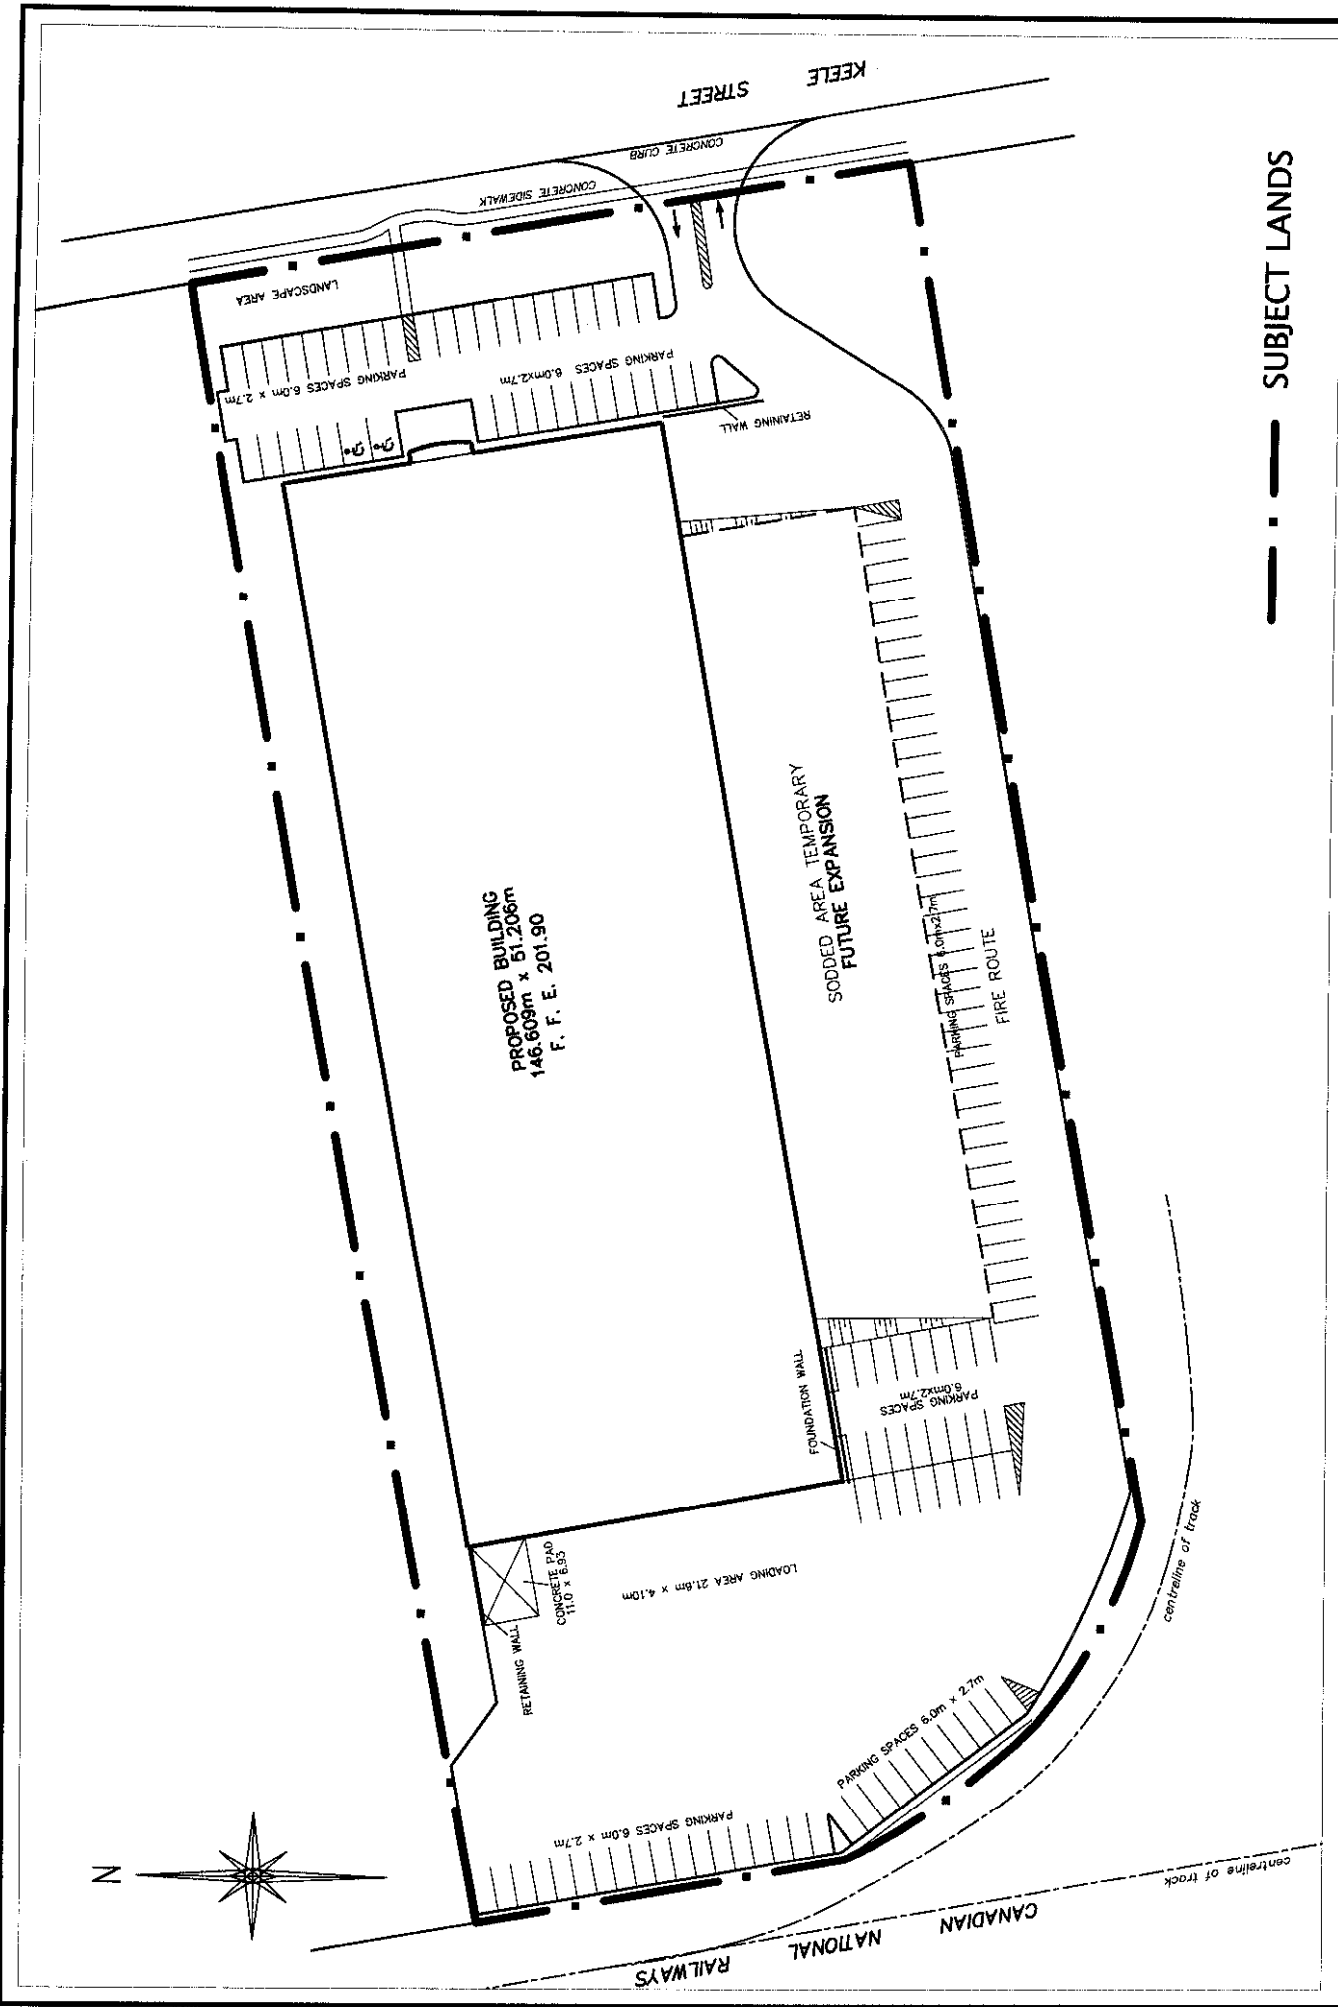 KEELE STREET
CONCRETE CURB
CONCRETE SIDEWALK
LANDSCAPE AREA
PARKING SPACES 6.0m x 2.7m
PARKING SPACES 6.0mx2.7m
RETAINING WALL
SUBJECT LANDS
PROPOSED BUILDING
146.609m x 51.206m
F. F. E. 201.90
SODDED AREA TEMPORARY
FUTURE EXPANSION
PARKING SPACES 6.0mx2.7m
FIRE ROUTE
FOUNDATION WALL
PARKING SPACES
6.0mx2.7m
CONCRETE PAD
11.0 x 6.93
RETAINING WALL
LOADING AREA 21.6m x 4.10m
PARKING SPACES 6.0m x 2.7m
PARKING SPACES 6.0m x 2.7m
centreline of track
centreline of track
CANADIAN NATIONAL RAILWAYS
N